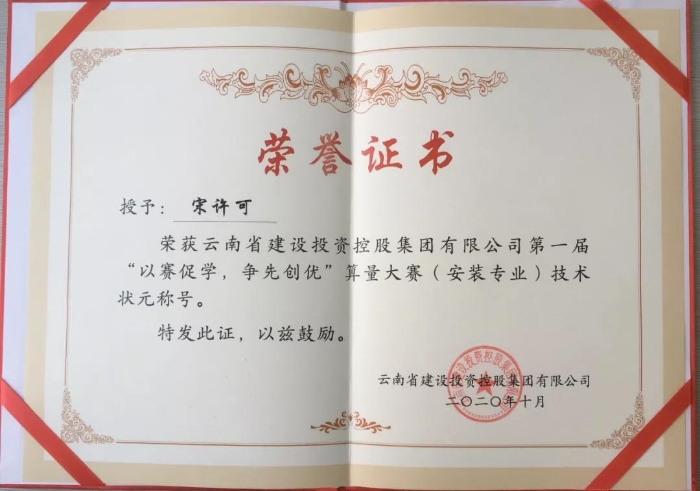 荣誉证书
授予：宋许可
荣获云南省建设投资控股集团有限公司第一届
“以赛促学，争先创优”算量大赛（安装专业）技术
状元称号。
特发此证，以兹鼓励。
云南省建设投资控股集团有限公司
二〇二〇年十月